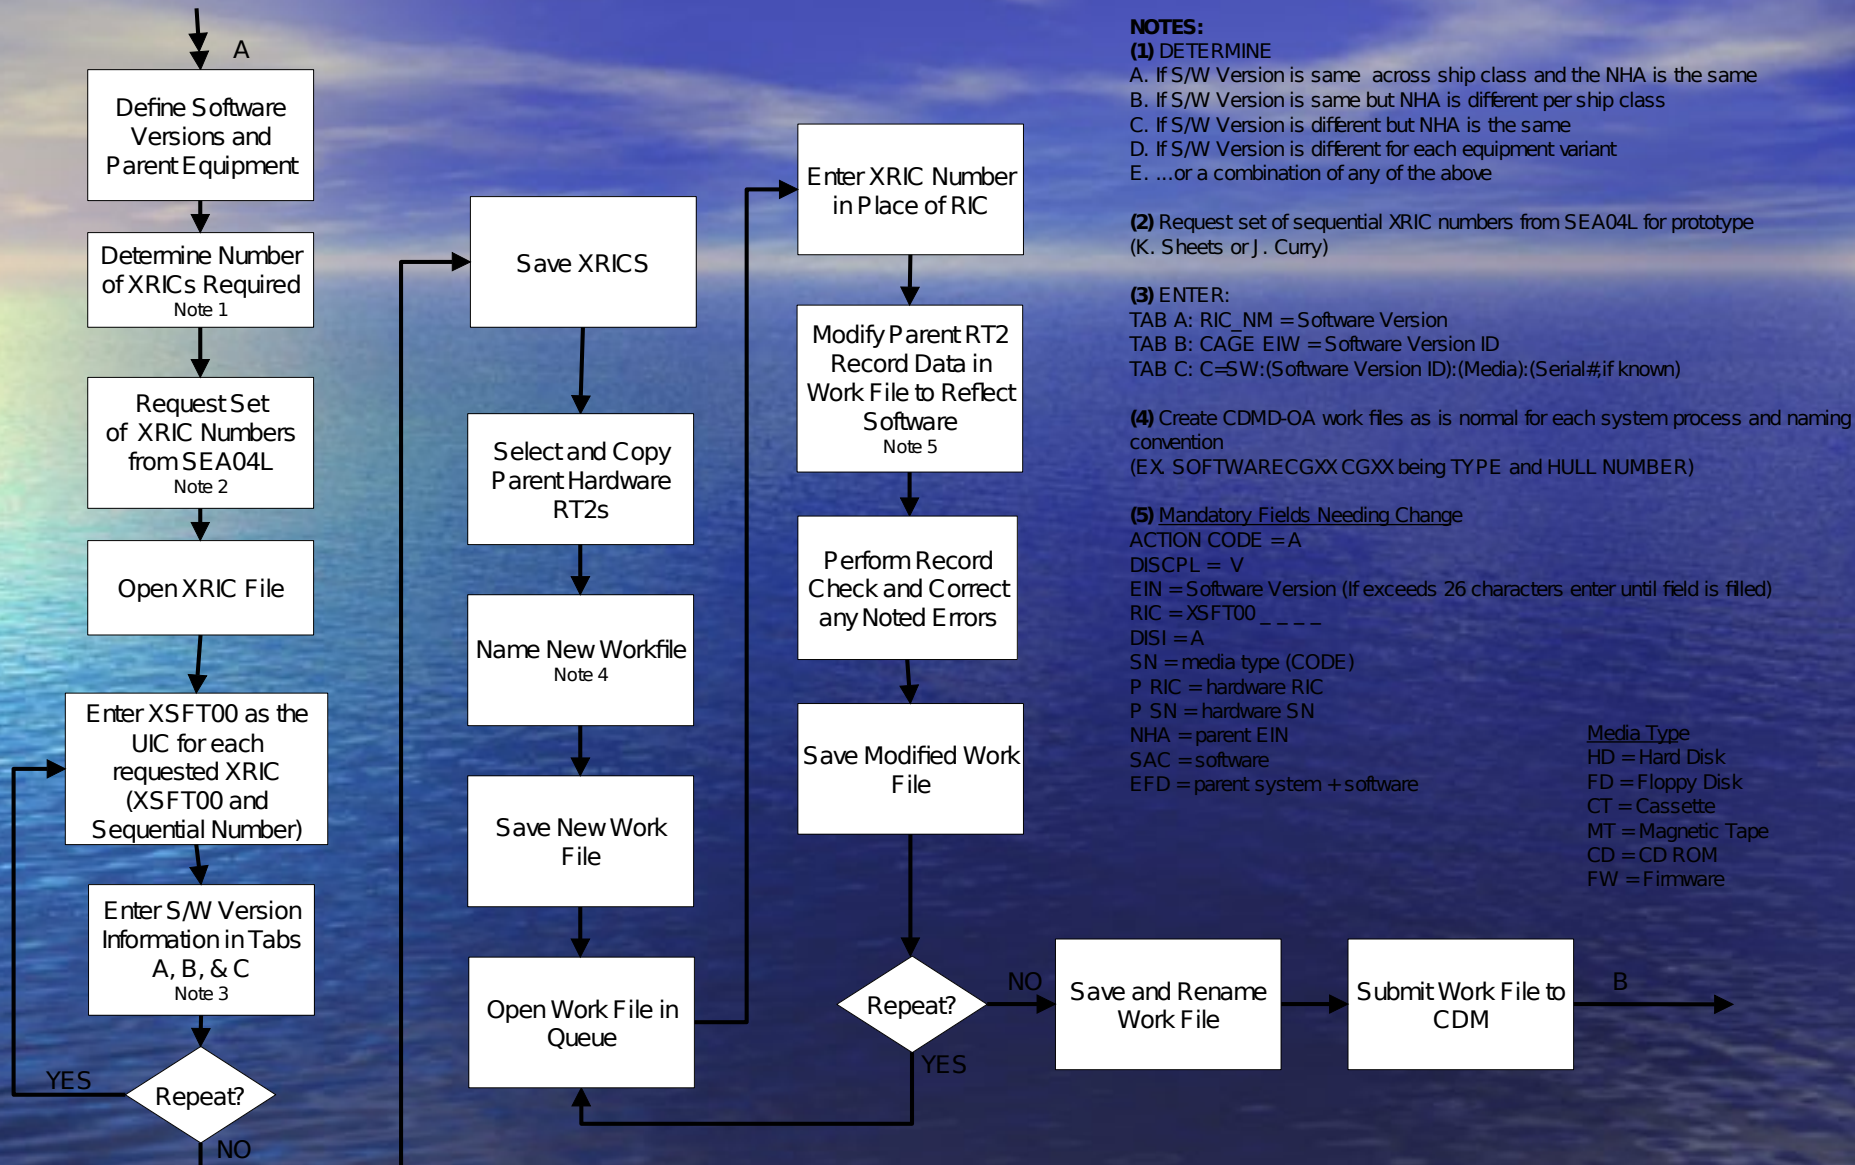 A
Define Software
Versions and
Parent Equipment
Determine Number
of XRICs Required
Note 1
Request Set
of XRIC Numbers
from SEA04L
Note 2
Open XRIC File
Enter XSFT00 as the
UIC for each
requested XRIC
(XSFT00 and
Sequential Number)
Enter S/W Version
Information in Tabs
A, B, & C
Note 3
YES
Repeat?
NO
Save XRICS
Select and Copy
Parent Hardware
RT2s
Name New Workfile
Note 4
Save New Work
File
Open Work File in
Queue
Enter XRIC Number
in Place of RIC
Modify Parent RT2
Record Data in
Work File to Reflect
Software
Note 5
Perform Record
Check and Correct
any Noted Errors
Save Modified Work
File
Repeat?
YES
NO
Save and Rename
Work File
Submit Work File to
CDM
B
NOTES:
(1) DETERMINE
A. If S/W Version is same across ship class and the NHA is the same
B. If S/W Version is same but NHA is different per ship class
C. If S/W Version is different but NHA is the same
D. If S/W Version is different for each equipment variant
E. ...or a combination of any of the above
(2) Request set of sequential XRIC numbers from SEA04L for prototype
(K. Sheets or J. Curry)
(3) ENTER:
TAB A: RIC_NM = Software Version
TAB B: CAGE EIW = Software Version ID
TAB C: C=SW:(Software Version ID):(Media):(Serial#,if known)
(4) Create CDMD-OA work files as is normal for each system process and naming
convention
(EX. SOFTWARECGXX CGXX being TYPE and HULL NUMBER)
(5) Mandatory Fields Needing Change
ACTION CODE = A
DISCPL = V
EIN = Software Version (If exceeds 26 characters enter until field is filled)
RIC = XSFT00 _ _ _ _
DISI = A
SN = media type (CODE)
P RIC = hardware RIC
P SN = hardware SN
NHA = parent EIN
SAC = software
EFD = parent system + software
Media Type
HD = Hard Disk
FD = Floppy Disk
CT = Cassette
MT = Magnetic Tape
CD = CD ROM
FW = Firmware